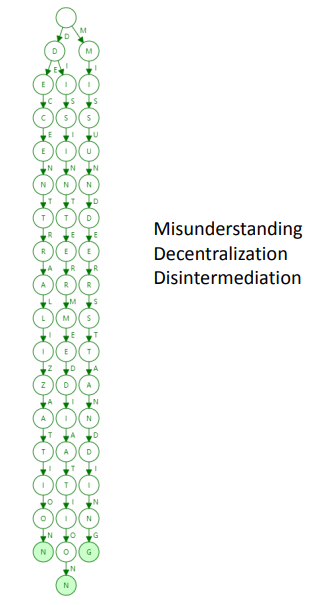 D M
D M
E I I
E I I
C S S
C S S
E I U
E I U
N N N
N N N
T T D
T T D
R E E
R E E
A R R
A R R
L M S
L M S
I E T
I E T
Z D A
Z D A
A I N
A I N
T A D
T A D
I T I
I T I
O I N
O I N
N O G
N O G
N
N
Misunderstanding
Decentralization
Disintermediation